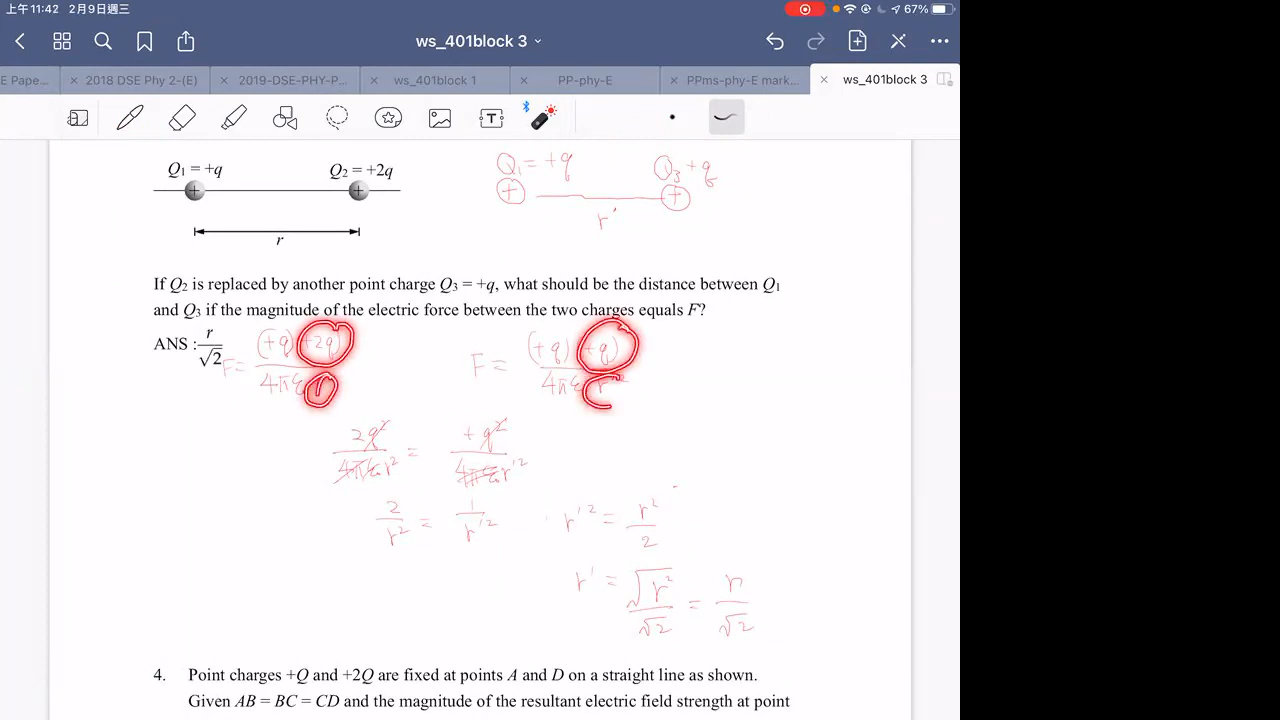 上午11:42 2月9日週三
67%
ws_401block 3
E Pape...
2018 DSE Phy 2-(E)
2019-DSE-PHY-P...
ws_401block 1
PP-phy-E
PPms-phy-E mark...
ws_401block 3
Q1 = +q
Q2 = +2q
r
Q1 = +q
Q3 +q
r'
If Q2 is replaced by another point charge Q3 = +q, what should be the distance between Q1
and Q3 if the magnitude of the electric force between the two charges equals F?
ANS : r/√2
F = (+q)(+2q)/4πε r
F = (+q)(+q)/4πε r'²
2q²/4πε₀r² = +q²/4πε₀r'²
2/r² = 1/r'²
r'² = r²/2
r' = √r²/√2 = r/√2
4. Point charges +Q and +2Q are fixed at points A and D on a straight line as shown.
Given AB = BC = CD and the magnitude of the resultant electric field strength at point